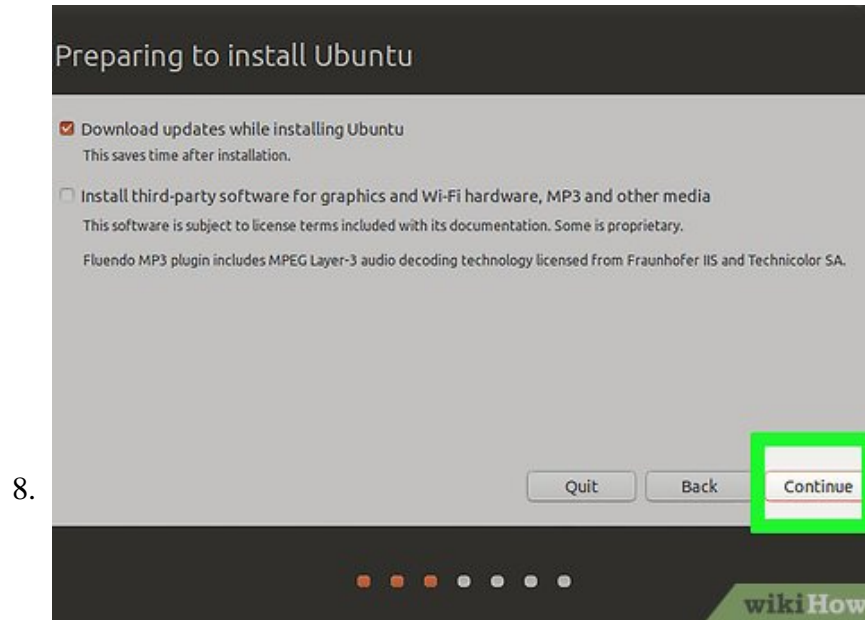 Preparing to install Ubuntu
Download updates while installing Ubuntu
This saves time after installation.
Install third-party software for graphics and Wi-Fi hardware, MP3 and other media
This software is subject to license terms included with its documentation. Some is proprietary.
Fluendo MP3 plugin includes MPEG Layer-3 audio decoding technology licensed from Fraunhofer IIS and Technicolor SA.
8. Quit Back Continue
wikiHow